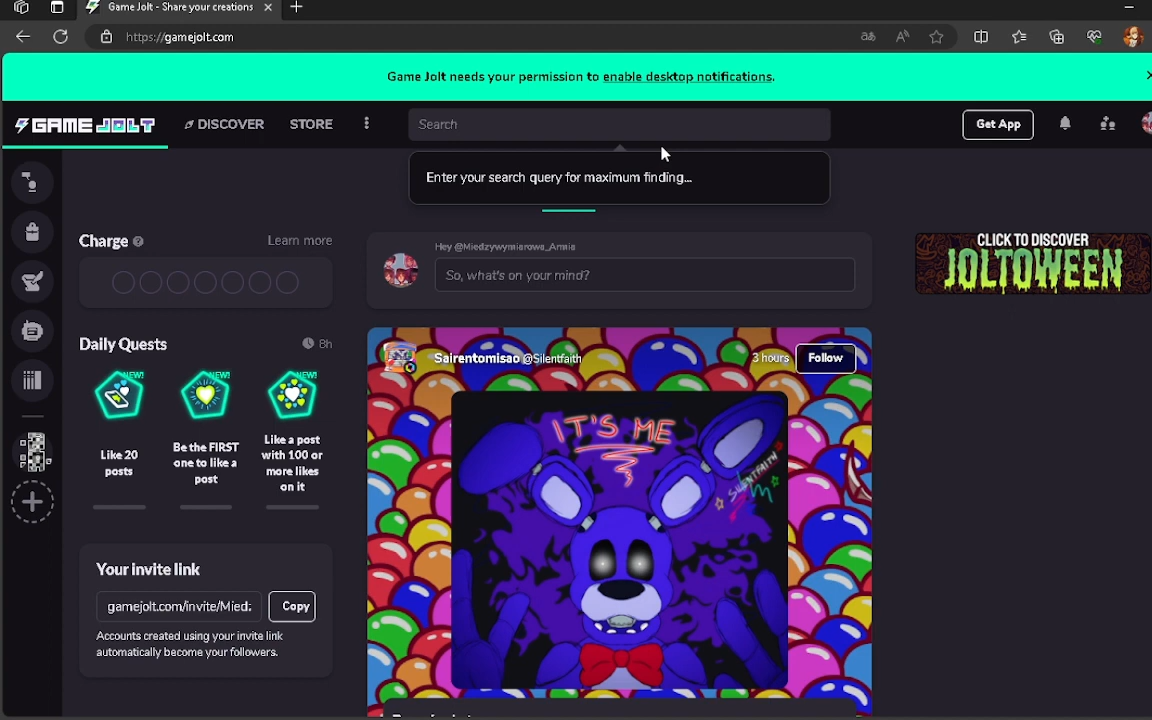 Game Jolt - Share your creations
https://gamejolt.com
Game Jolt needs your permission to enable desktop notifications.
GAME JOLT
DISCOVER
STORE
Search
Get App
Enter your search query for maximum finding...
Charge
Learn more
Hey @Miedzywymiarowa_Annia
So, what's on your mind?
CLICK TO DISCOVER
JOLTOWEEN
Daily Quests
8h
Sairentomisao @Silentfaith
3 hours
Follow
NEW!
NEW!
NEW!
Like 20
posts
Be the FIRST
one to like a
post
Like a post
with 100 or
more likes
on it
IT'S ME
SILENTFAITH
Your invite link
gamejolt.com/invite/Mied
Copy
Accounts created using your invite link
automatically become your followers.